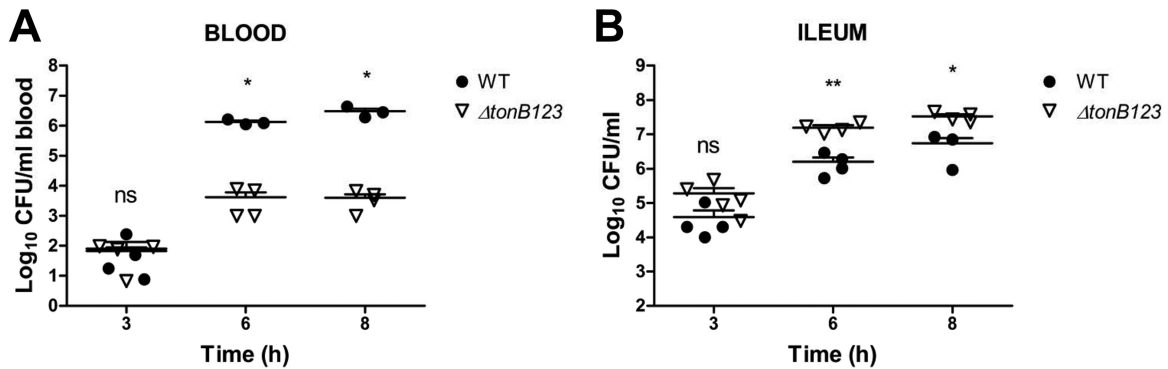 A
BLOOD
Log10 CFU/ml blood
8
7
6
5
4
3
2
1
0
ns
*
*
3
6
8
Time (h)
WT
ΔtonB123
B
ILEUM
Log10 CFU/ml
9
8
7
6
5
4
3
2
ns
**
*
3
6
8
Time (h)
WT
ΔtonB123